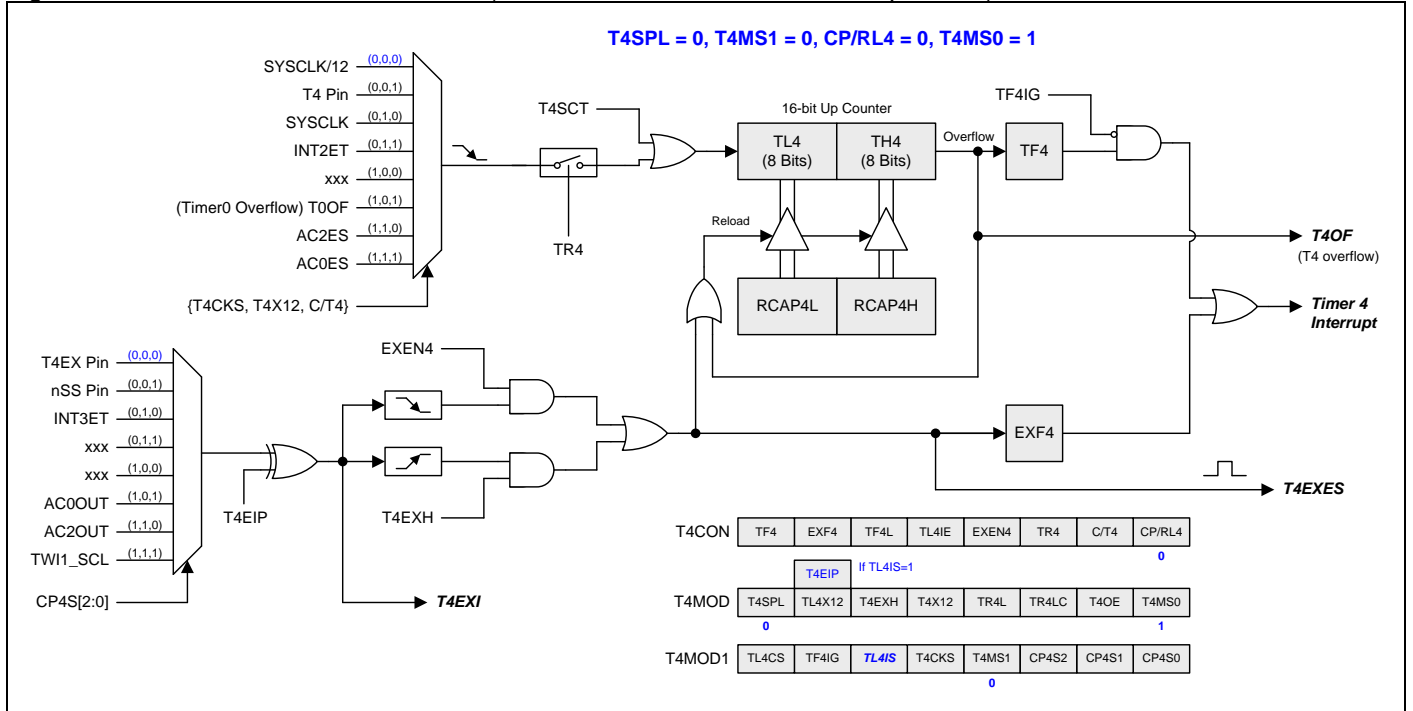 T4SPL = 0, T4MS1 = 0, CP/RL4 = 0, T4MS0 = 1
SYSCLK/12 (0,0,0)
T4 Pin (0,0,1)
SYSCLK (0,1,0)
INT2ET (0,1,1)
xxx (1,0,0)
(Timer0 Overflow) T0OF (1,0,1)
AC2ES (1,1,0)
AC0ES (1,1,1)
{T4CKS, T4X12, C/T4}
TR4
T4SCT
16-bit Up Counter
TL4
(8 Bits)
TH4
(8 Bits)
Overflow
TF4
TF4IG
Reload
RCAP4L
RCAP4H
T4OF
(T4 overflow)
Timer 4
Interrupt
T4EX Pin (0,0,0)
nSS Pin (0,0,1)
INT3ET (0,1,0)
xxx (0,1,1)
xxx (1,0,0)
AC0OUT (1,0,1)
AC2OUT (1,1,0)
TWI1_SCL (1,1,1)
CP4S[2:0]
T4EIP
EXEN4
T4EXH
T4EXI
EXF4
T4EXES
T4CON TF4 EXF4 TF4L TL4IE EXEN4 TR4 C/T4 CP/RL4
0
T4EIP If TL4IS=1
T4MOD T4SPL TL4X12 T4EXH T4X12 TR4L TR4LC T4OE T4MS0
0 1
T4MOD1 TL4CS TF4IG TL4IS T4CKS T4MS1 CP4S2 CP4S1 CP4S0
0